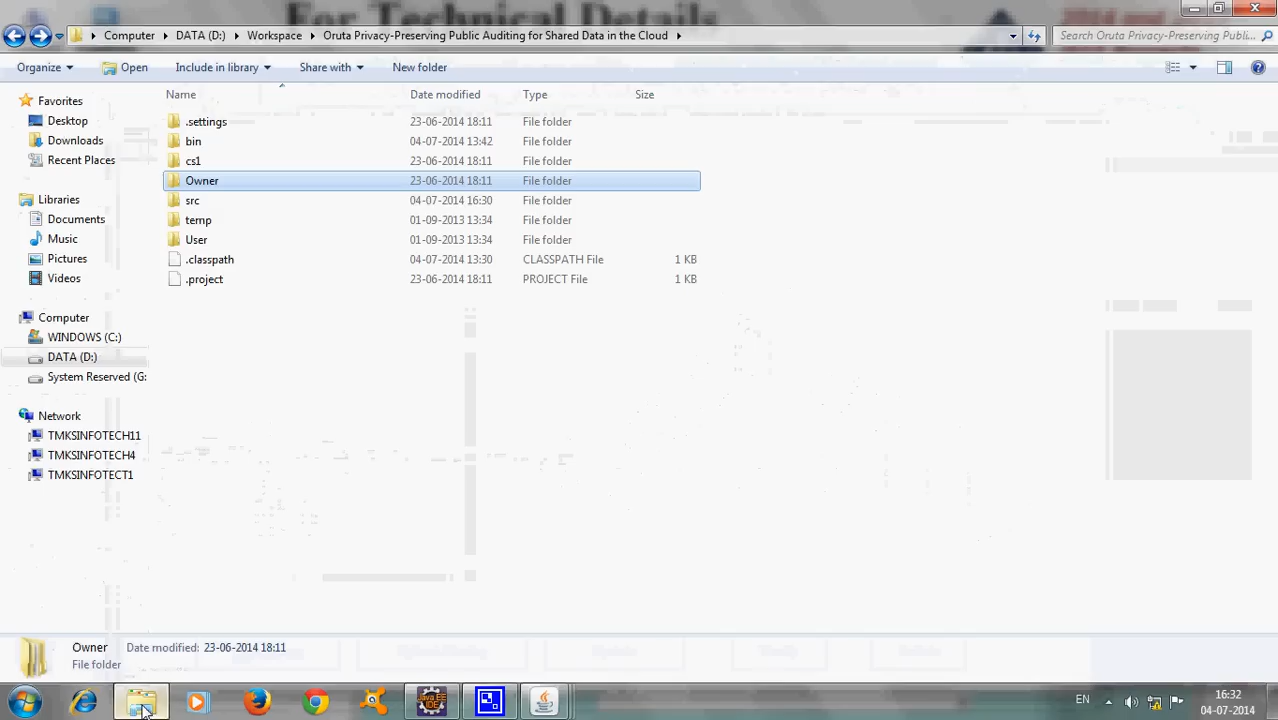 For Technical Details
Computer DATA (D:) Workspace Oruta Privacy-Preserving Public Auditing for Shared Data in the Cloud Search Oruta Privacy-Preserving Publi...
Organize Open Include in library Share with New folder
Name Date modified Type Size
Favorites
Desktop
Downloads
Recent Places
Libraries
Documents
Music
Pictures
Videos
Computer
WINDOWS (C:)
DATA (D:)
System Reserved (G:
Network
TMKSINFOTECH11
TMKSINFOTECH4
TMKSINFOTECT1
.settings 23-06-2014 18:11 File folder
bin 04-07-2014 13:42 File folder
cs1 23-06-2014 18:11 File folder
Owner 23-06-2014 18:11 File folder
src 04-07-2014 16:30 File folder
temp 01-09-2013 13:34 File folder
User 01-09-2013 13:34 File folder
.classpath 04-07-2014 13:30 CLASSPATH File 1 KB
.project 23-06-2014 18:11 PROJECT File 1 KB
Owner Date modified: 23-06-2014 18:11
File folder
Java EE
IDE
EN
16:32
04-07-2014